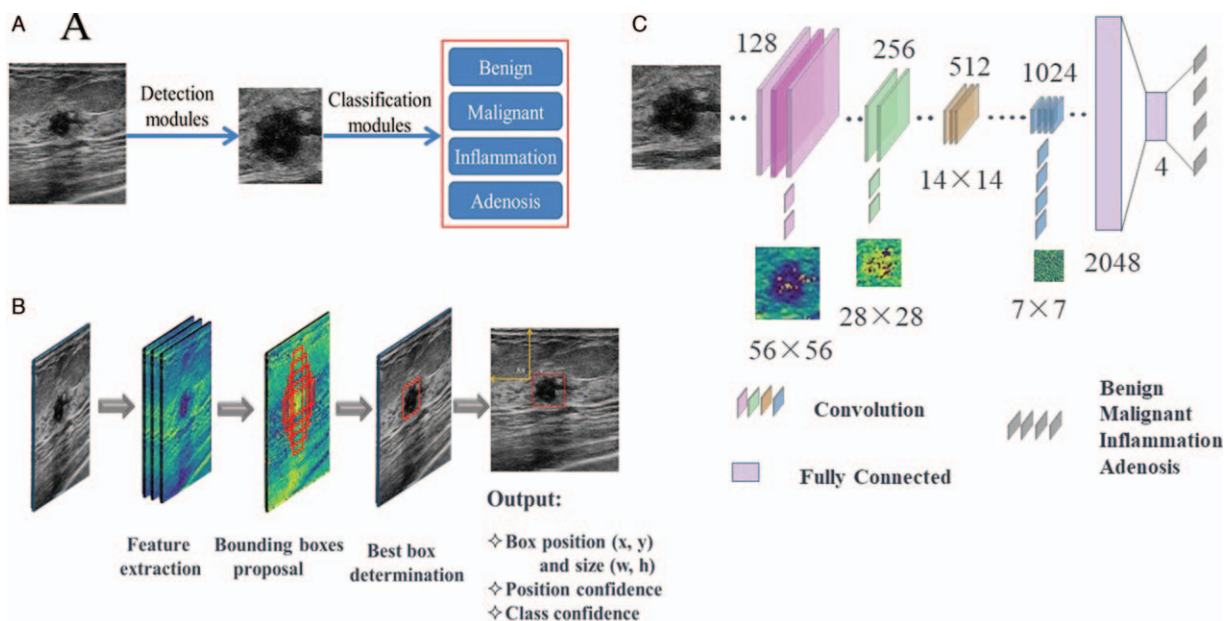 A
A
Detection
modules
Classification
modules
Benign
Malignant
Inflammation
Adenosis
B
Feature
extraction
Bounding boxes
proposal
Best box
determination
Output:
✧Box position (x, y)
and size (w, h)
✧Position confidence
✧Class confidence
C
128
256
512
1024
14×14
4
2048
28×28
7×7
56×56
Convolution
Fully Connected
Benign
Malignant
Inflammation
Adenosis